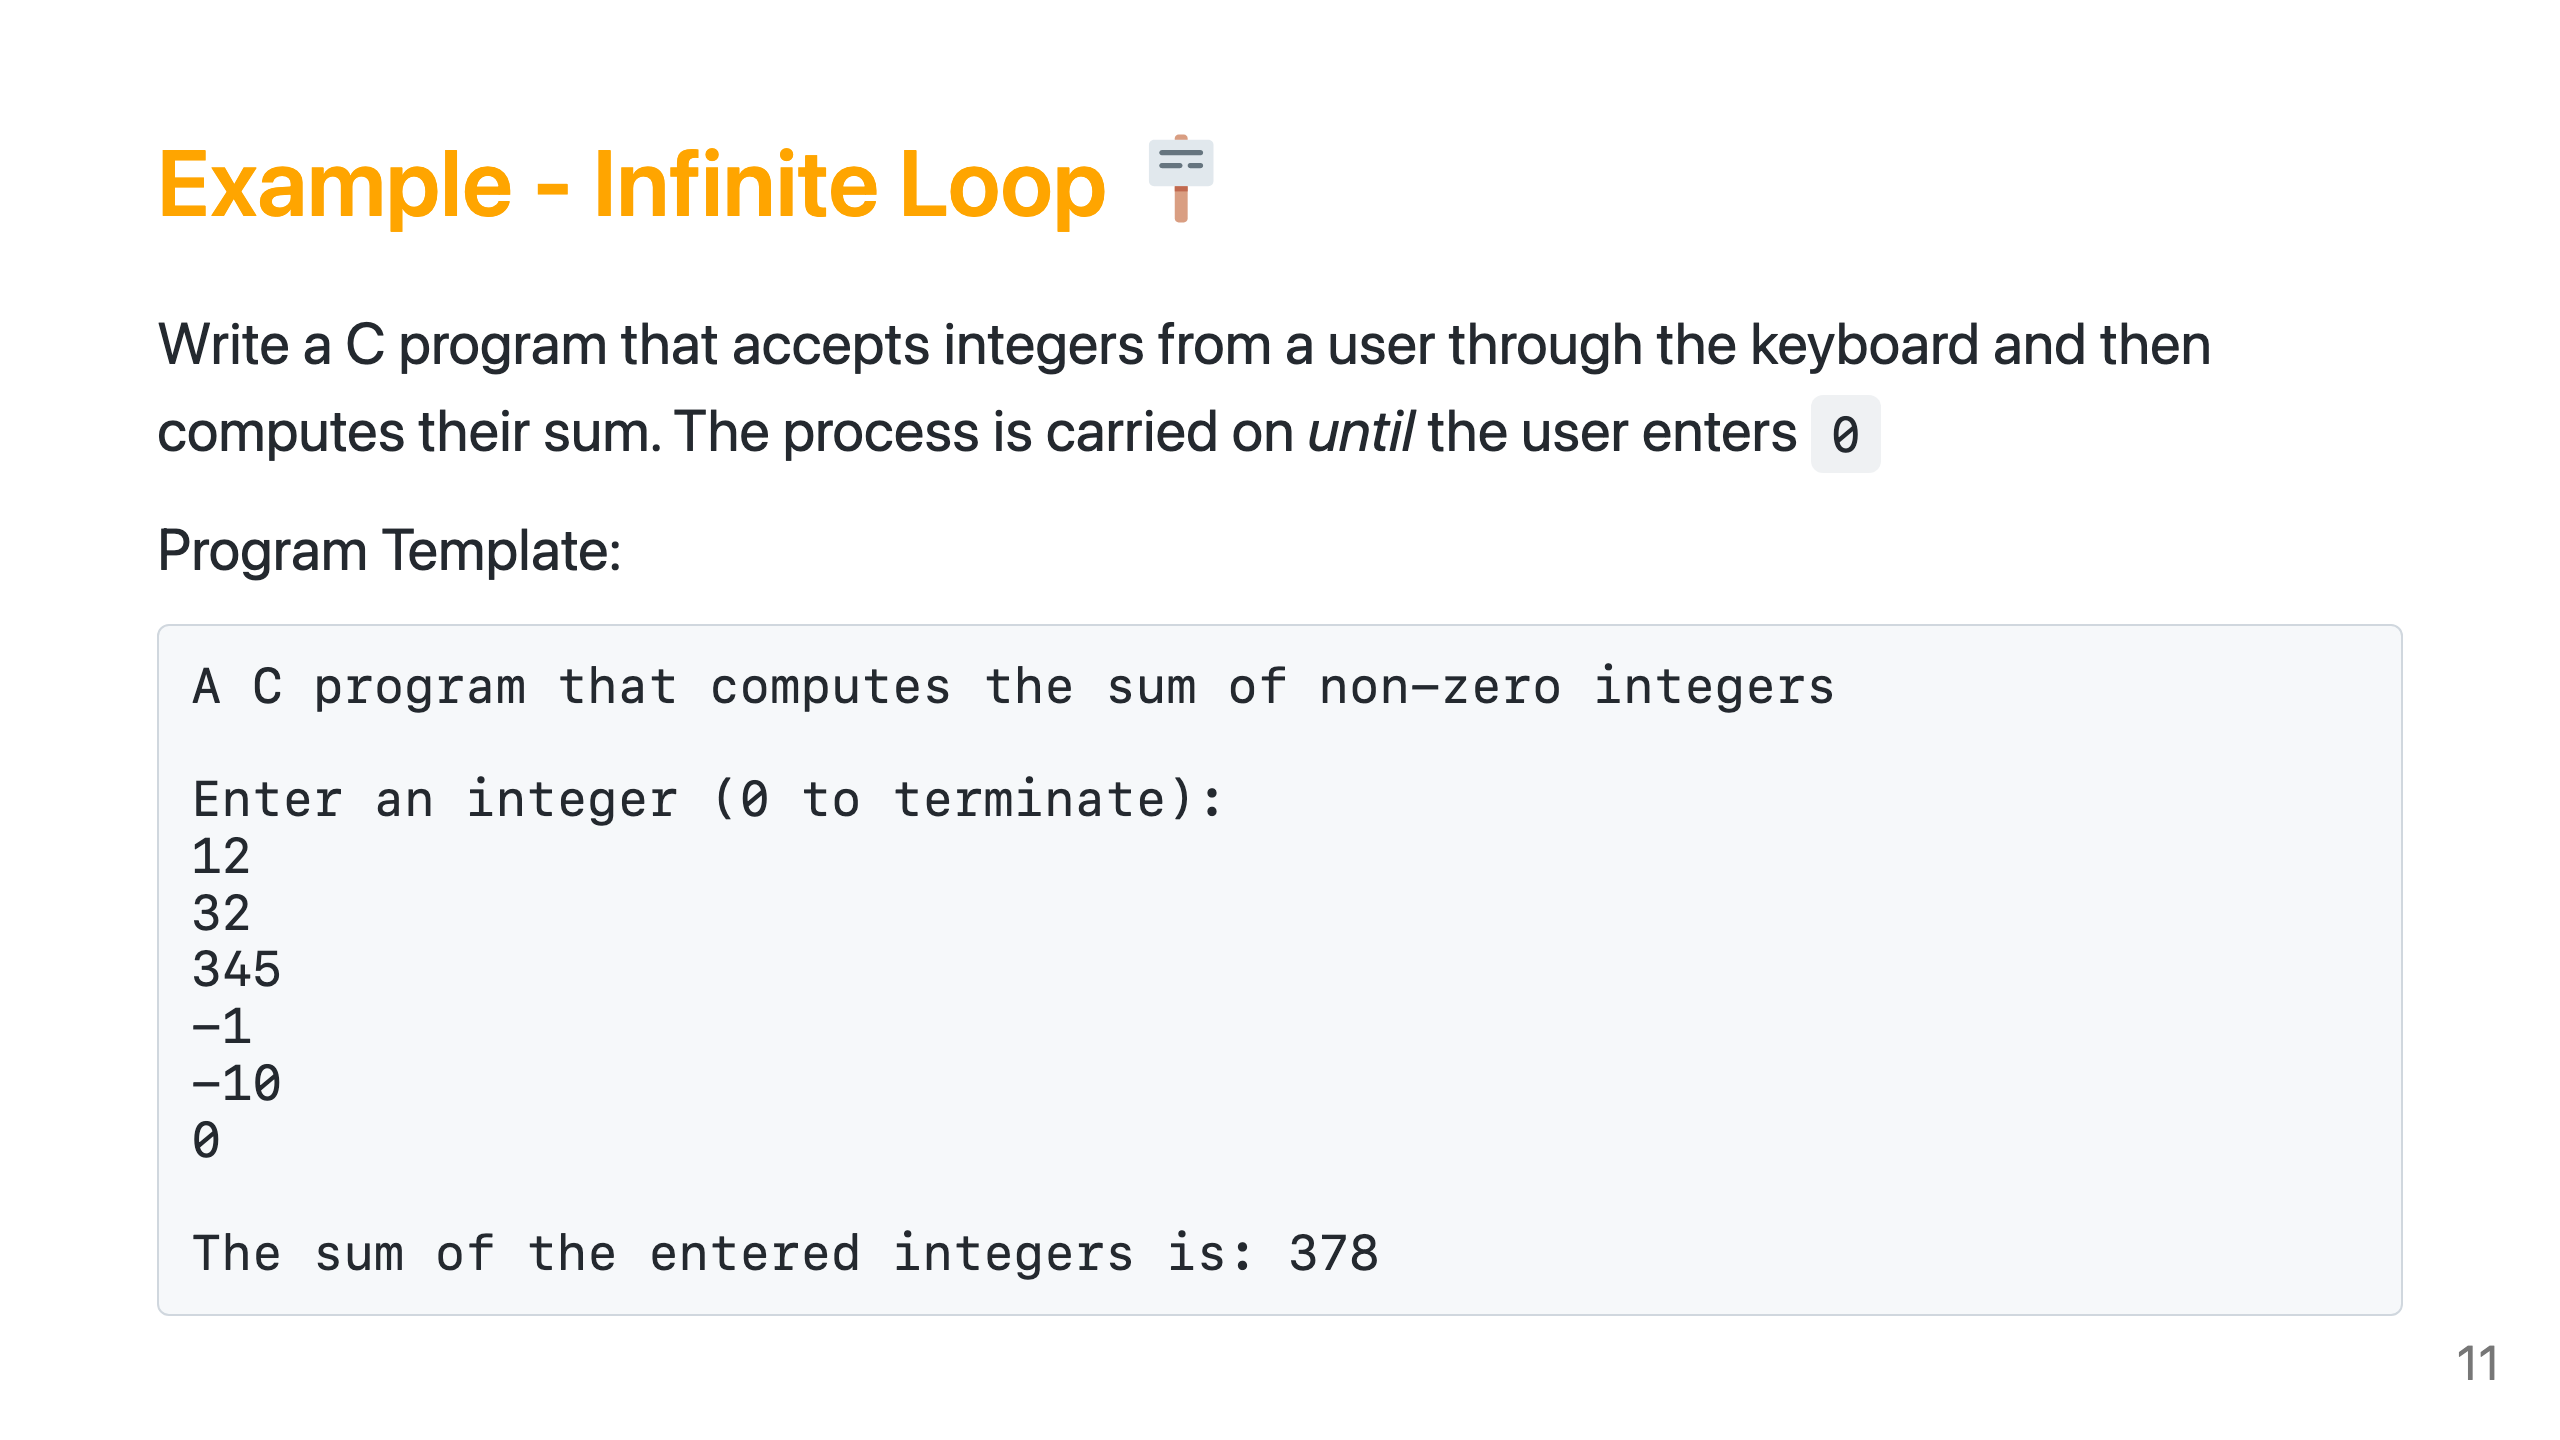 Example - Infinite Loop
Write a C program that accepts integers from a user through the keyboard and then
computes their sum. The process is carried on until the user enters 0
Program Template:
A C program that computes the sum of non-zero integers
Enter an integer (0 to terminate):
12
32
345
-1
-10
0
The sum of the entered integers is: 378
11